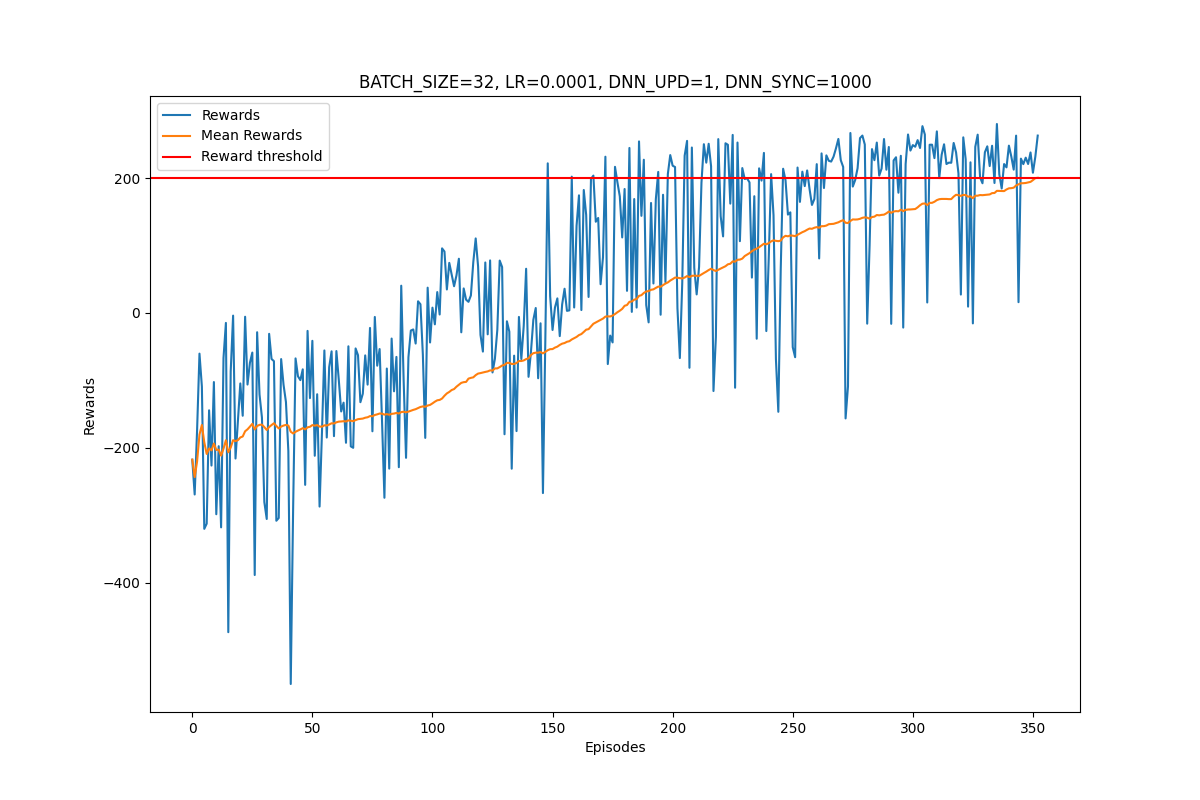 BATCH_SIZE=32, LR=0.0001, DNN_UPD=1, DNN_SYNC=1000
Rewards
Mean Rewards
Reward threshold
200
0
−200
−400
Rewards
0 50 100 150 200 250 300 350
Episodes